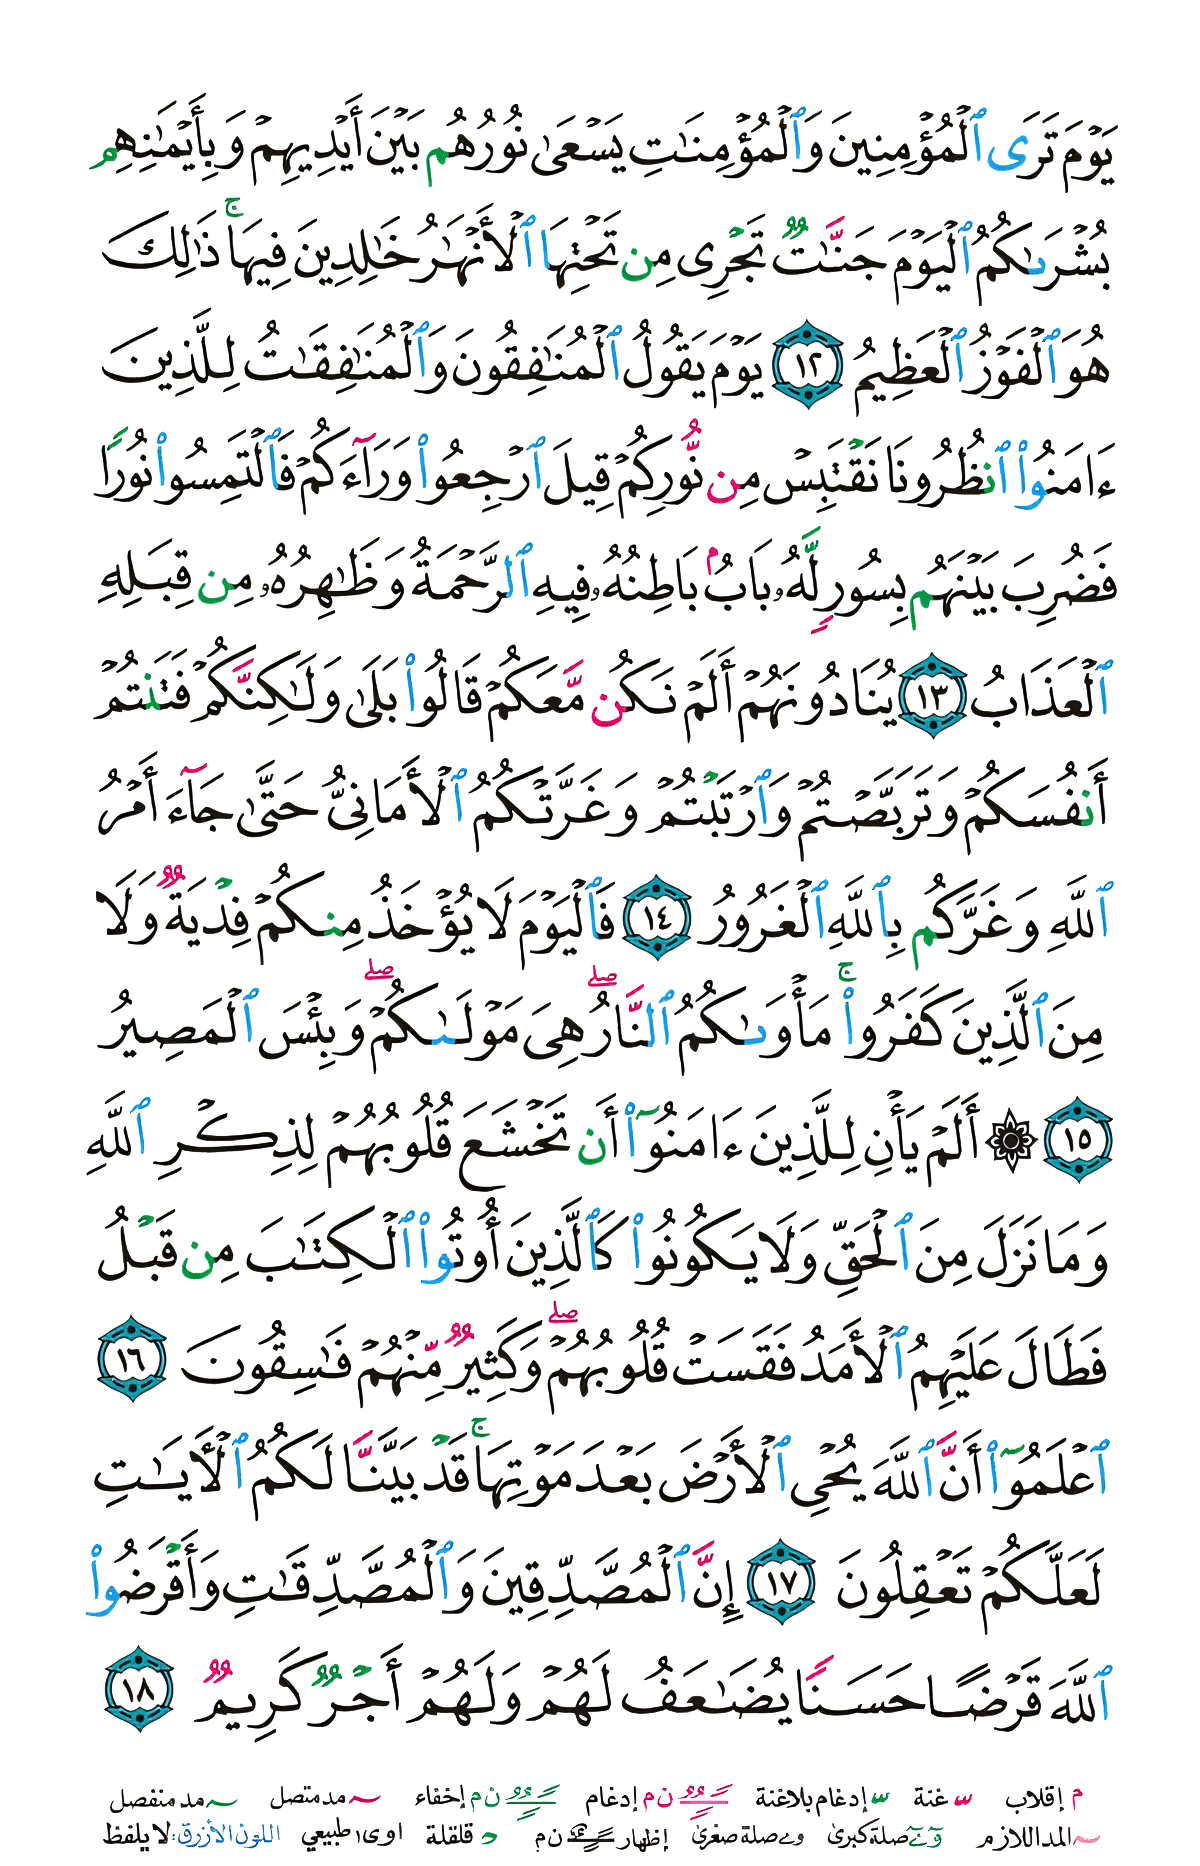 يَوْمَ تَرَى ٱلْمُؤْمِنِينَ وَٱلْمُؤْمِنَٰتِ يَسْعَىٰ نُورُهُم بَيْنَ أَيْدِيهِمْ وَبِأَيْمَٰنِهِم
بُشْرَىٰكُمُ ٱلْيَوْمَ جَنَّٰتٌ تَجْرِى مِن تَحْتِهَا ٱلْأَنْهَٰرُ خَٰلِدِينَ فِيهَا ۚ ذَٰلِكَ
هُوَ ٱلْفَوْزُ ٱلْعَظِيمُ ١٢ يَوْمَ يَقُولُ ٱلْمُنَٰفِقُونَ وَٱلْمُنَٰفِقَٰتُ لِلَّذِينَ
ءَامَنُوا۟ ٱنظُرُونَا نَقْتَبِسْ مِن نُّورِكُمْ قِيلَ ٱرْجِعُوا۟ وَرَآءَكُمْ فَٱلْتَمِسُوا۟ نُورًا
فَضُرِبَ بَيْنَهُم بِسُورٍ لَّهُۥ بَابٌۢ بَاطِنُهُۥ فِيهِ ٱلرَّحْمَةُ وَظَٰهِرُهُۥ مِن قِبَلِهِ
ٱلْعَذَابُ ١٣ يُنَادُونَهُمْ أَلَمْ نَكُن مَّعَكُمْ قَالُوا۟ بَلَىٰ وَلَٰكِنَّكُمْ فَتَنتُمْ
أَنفُسَكُمْ وَتَرَبَّصْتُمْ وَٱرْتَبْتُمْ وَغَرَّتْكُمُ ٱلْأَمَانِىُّ حَتَّىٰ جَآءَ أَمْرُ
ٱللَّهِ وَغَرَّكُم بِٱللَّهِ ٱلْغَرُورُ ١٤ فَٱلْيَوْمَ لَا يُؤْخَذُ مِنكُمْ فِدْيَةٌ وَلَا
مِنَ ٱلَّذِينَ كَفَرُوا۟ ۚ مَأْوَىٰكُمُ ٱلنَّارُ ۖ هِىَ مَوْلَىٰكُمْ ۖ وَبِئْسَ ٱلْمَصِيرُ
١٥ ۞ أَلَمْ يَأْنِ لِلَّذِينَ ءَامَنُوٓا۟ أَن تَخْشَعَ قُلُوبُهُمْ لِذِكْرِ ٱللَّهِ
وَمَا نَزَلَ مِنَ ٱلْحَقِّ وَلَا يَكُونُوا۟ كَٱلَّذِينَ أُوتُوا۟ ٱلْكِتَٰبَ مِن قَبْلُ
فَطَالَ عَلَيْهِمُ ٱلْأَمَدُ فَقَسَتْ قُلُوبُهُمْ ۖ وَكَثِيرٌ مِّنْهُمْ فَٰسِقُونَ ١٦
ٱعْلَمُوٓا۟ أَنَّ ٱللَّهَ يُحْىِ ٱلْأَرْضَ بَعْدَ مَوْتِهَا ۚ قَدْ بَيَّنَّا لَكُمُ ٱلْأَيَٰتِ
لَعَلَّكُمْ تَعْقِلُونَ ١٧ إِنَّ ٱلْمُصَّدِّقِينَ وَٱلْمُصَّدِّقَٰتِ وَأَقْرَضُوا۟
ٱللَّهَ قَرْضًا حَسَنًا يُضَٰعَفُ لَهُمْ وَلَهُمْ أَجْرٌ كَرِيمٌ ١٨
م إقلاب غنة إدغام بلا غنة ن م إدغام ن م إخفاء مد متصل مد منفصل
المد اللازم صلة كبرى و ے صلة صغرى إظهار ن م قلقلة ا و ى طبيعي اللون الأزرق: لا يلفظ